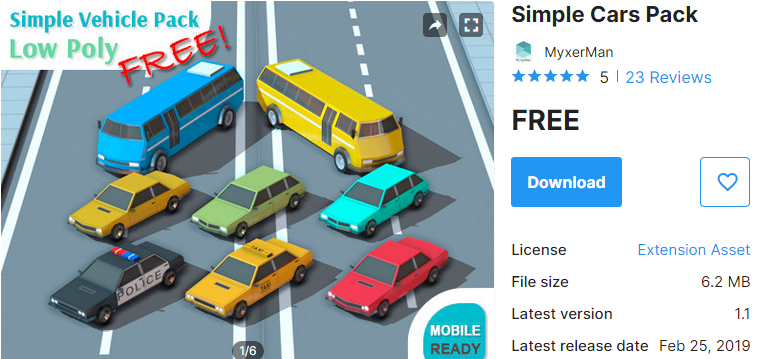 Simple Vehicle Pack
Low Poly
FREE!
POLICE
TAXI
TAXI
MOBILE
READY
1/6
Simple Cars Pack
MyxerMan
5 | 23 Reviews
FREE
Download
License Extension Asset
File size 6.2 MB
Latest version 1.1
Latest release date Feb 25, 2019